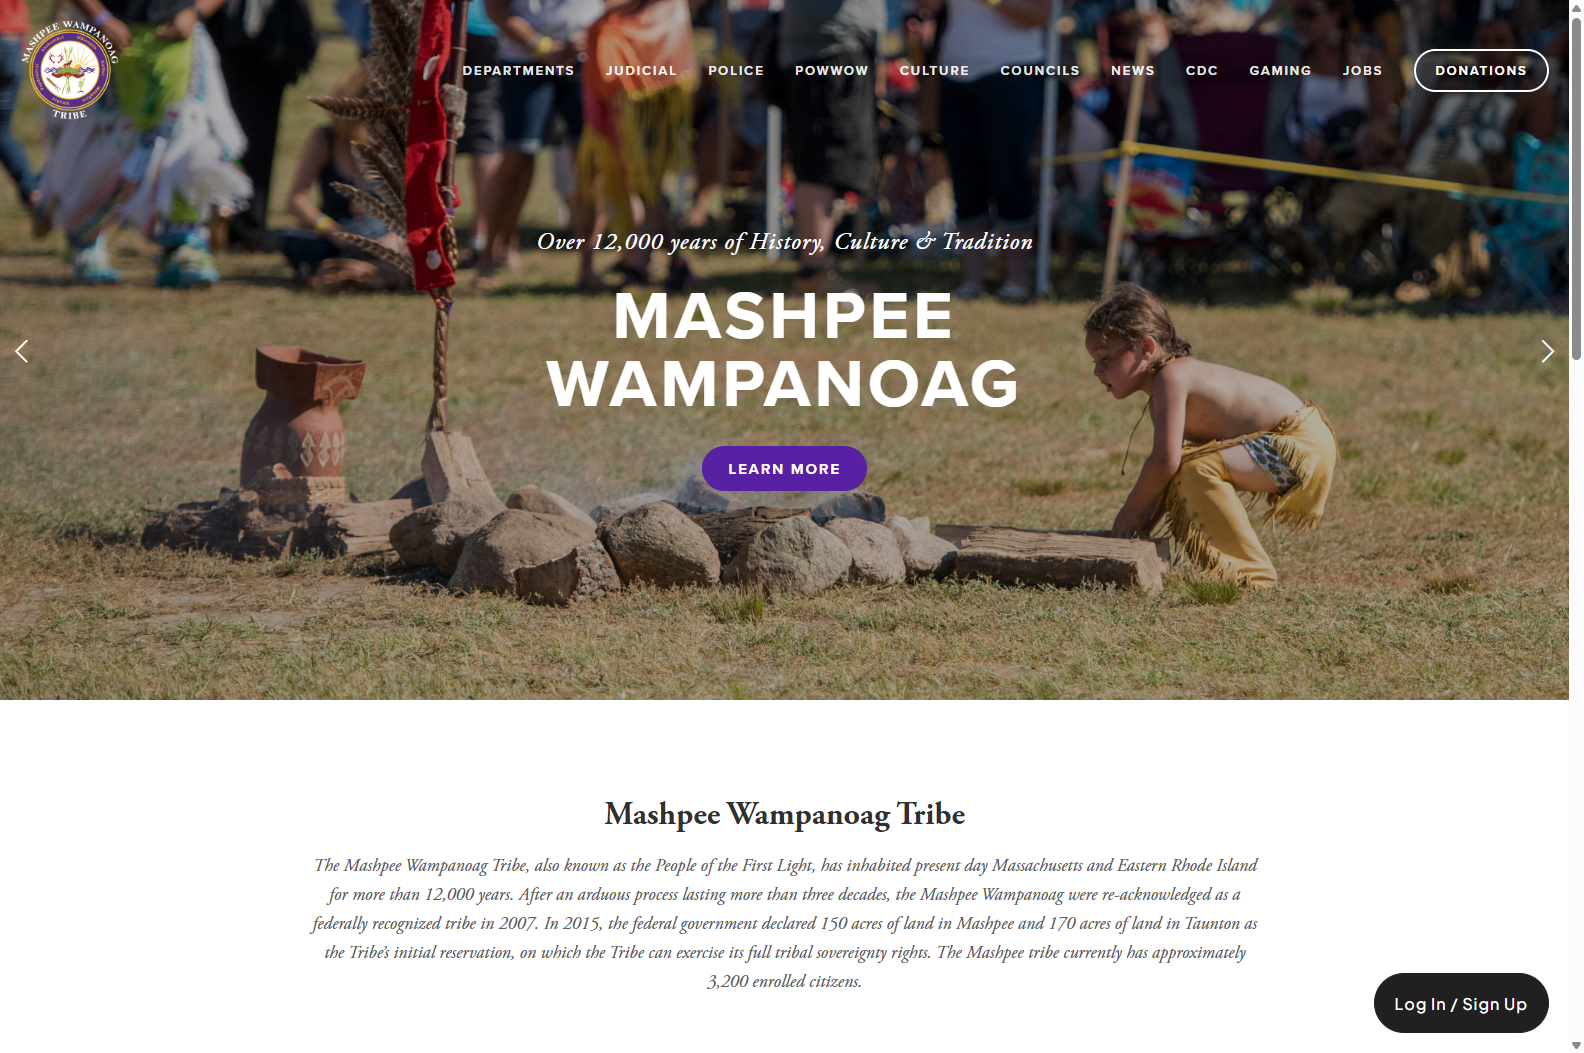 MASHPEE WAMPANOAG
TRIBE
DEPARTMENTS JUDICIAL POLICE POWWOW CULTURE COUNCILS NEWS CDC GAMING JOBS DONATIONS
Over 12,000 years of History, Culture & Tradition
MASHPEE
WAMPANOAG
LEARN MORE
Mashpee Wampanoag Tribe
The Mashpee Wampanoag Tribe, also known as the People of the First Light, has inhabited present day Massachusetts and Eastern Rhode Island
for more than 12,000 years. After an arduous process lasting more than three decades, the Mashpee Wampanoag were re-acknowledged as a
federally recognized tribe in 2007. In 2015, the federal government declared 150 acres of land in Mashpee and 170 acres of land in Taunton as
the Tribe's initial reservation, on which the Tribe can exercise its full tribal sovereignty rights. The Mashpee tribe currently has approximately
3,200 enrolled citizens.
Log In / Sign Up